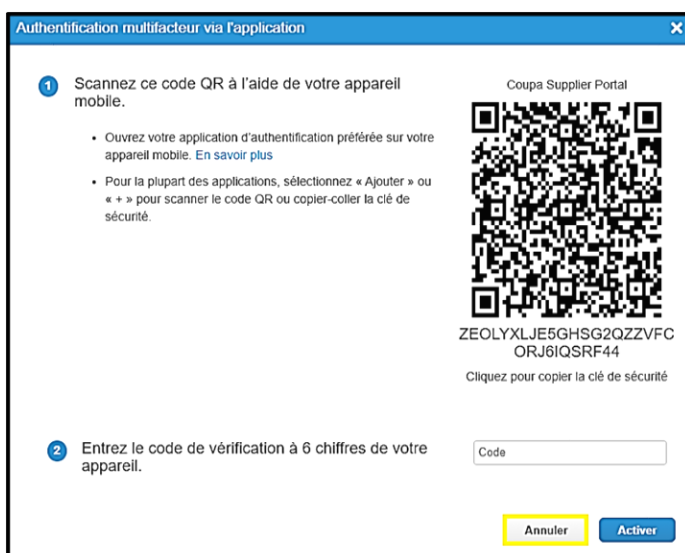 Authentification multifacteur via l'application
1 Scannez ce code QR à l'aide de votre appareil
mobile.
• Ouvrez votre application d'authentification préférée sur votre
appareil mobile. En savoir plus
• Pour la plupart des applications, sélectionnez « Ajouter » ou
« + » pour scanner le code QR ou copier-coller la clé de
sécurité.
Coupa Supplier Portal
ZEOLYXLJE5GHSG2QZZVFC
ORJ6IQSRF44
Cliquez pour copier la clé de sécurité
2 Entrez le code de vérification à 6 chiffres de votre
appareil.
Code
Annuler
Activer